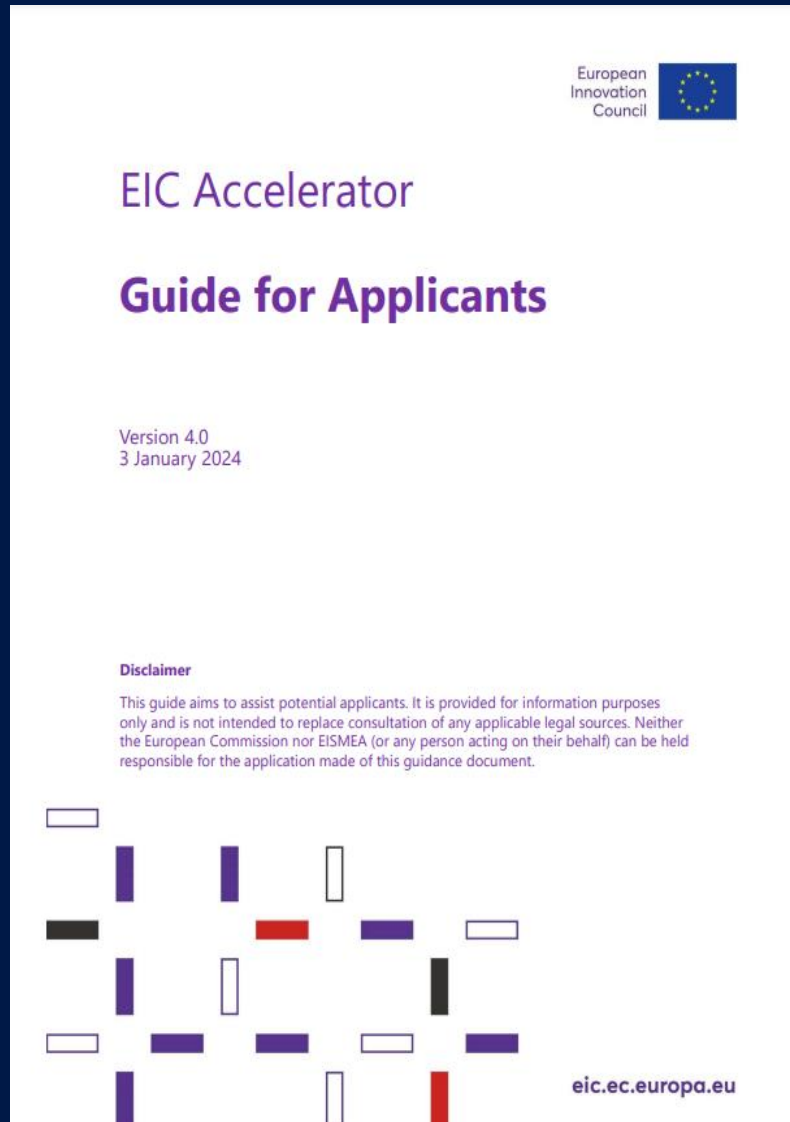 European
Innovation
Council
EIC Accelerator
Guide for Applicants
Version 4.0
3 January 2024
Disclaimer
This guide aims to assist potential applicants. It is provided for information purposes
only and is not intended to replace consultation of any applicable legal sources. Neither
the European Commission nor EISMEA (or any person acting on their behalf) can be held
responsible for the application made of this guidance document.
eic.ec.europa.eu